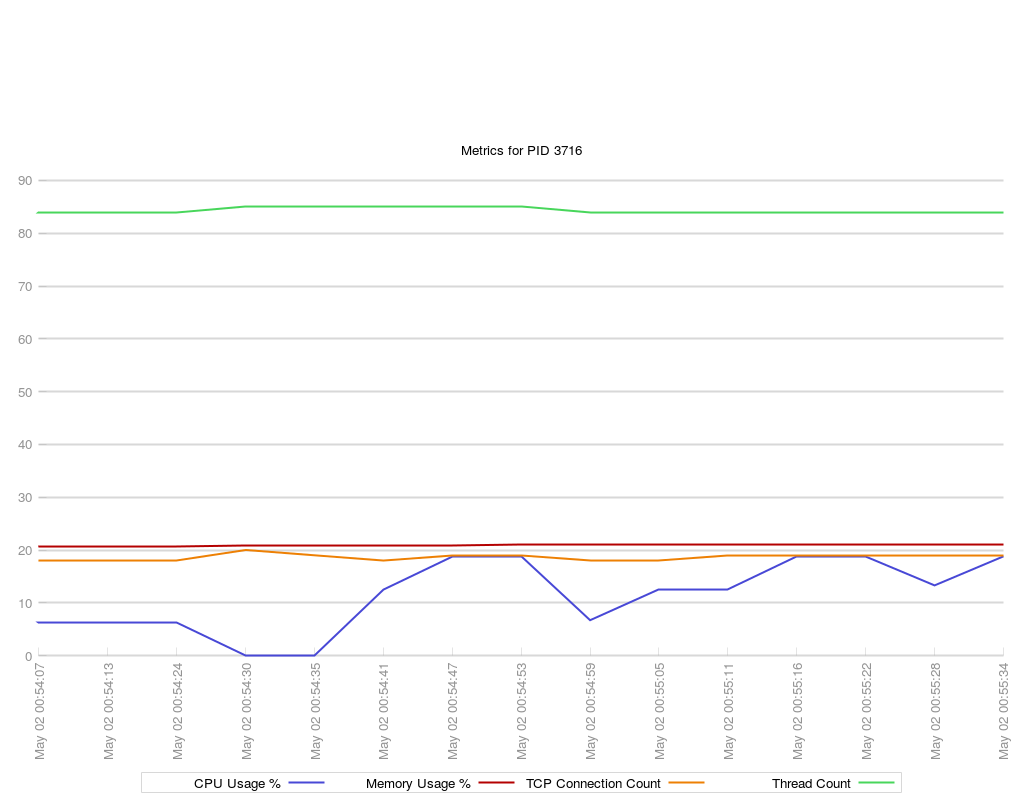 Metrics for PID 3716
90
80
70
60
50
40
30
20
10
0
May 02 00:54:07
May 02 00:54:13
May 02 00:54:24
May 02 00:54:30
May 02 00:54:35
May 02 00:54:41
May 02 00:54:47
May 02 00:54:53
May 02 00:54:59
May 02 00:55:05
May 02 00:55:11
May 02 00:55:16
May 02 00:55:22
May 02 00:55:28
May 02 00:55:34
CPU Usage % Memory Usage % TCP Connection Count Thread Count